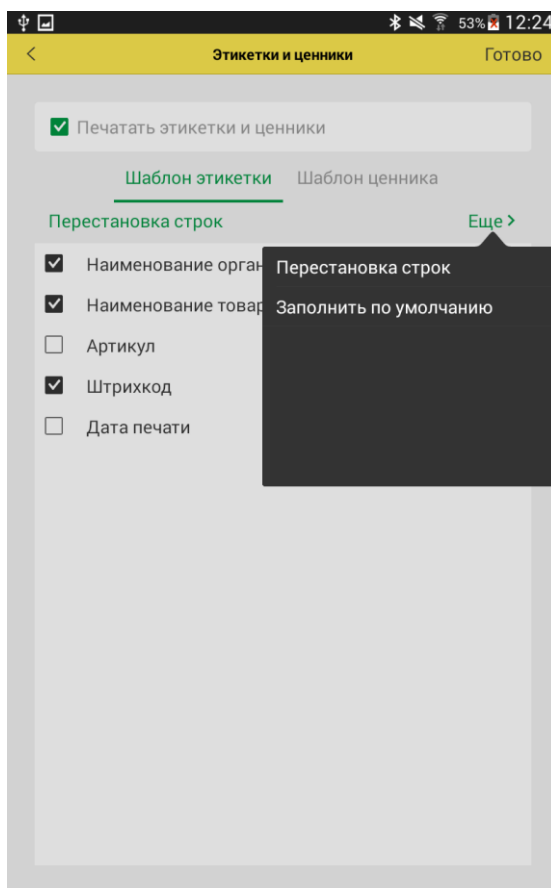 53% 12:24
Этикетки и ценники Готово
Печатать этикетки и ценники
Шаблон этикетки Шаблон ценника
Перестановка строк Еще
Наименование орган
Перестановка строк
Наименование товар
Заполнить по умолчанию
Артикул
Штрихкод
Дата печати